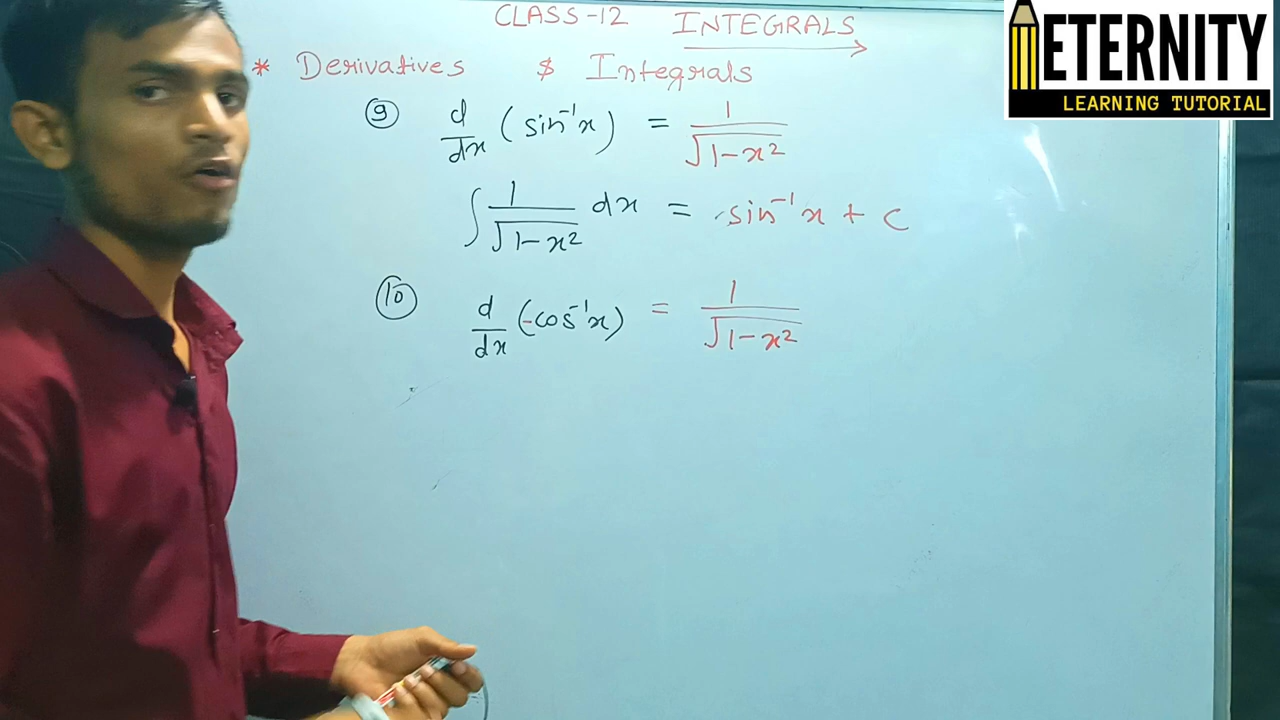 CLASS-12 INTEGRALS
ETERNITY
LEARNING TUTORIAL
* Derivatives $ Integrals
⑨ d/dx (sin⁻¹x) = 1/√(1-x²)
∫ 1/√(1-x²) dx = sin⁻¹x + c
⑩ d/dx (-cos⁻¹x) = 1/√(1-x²)